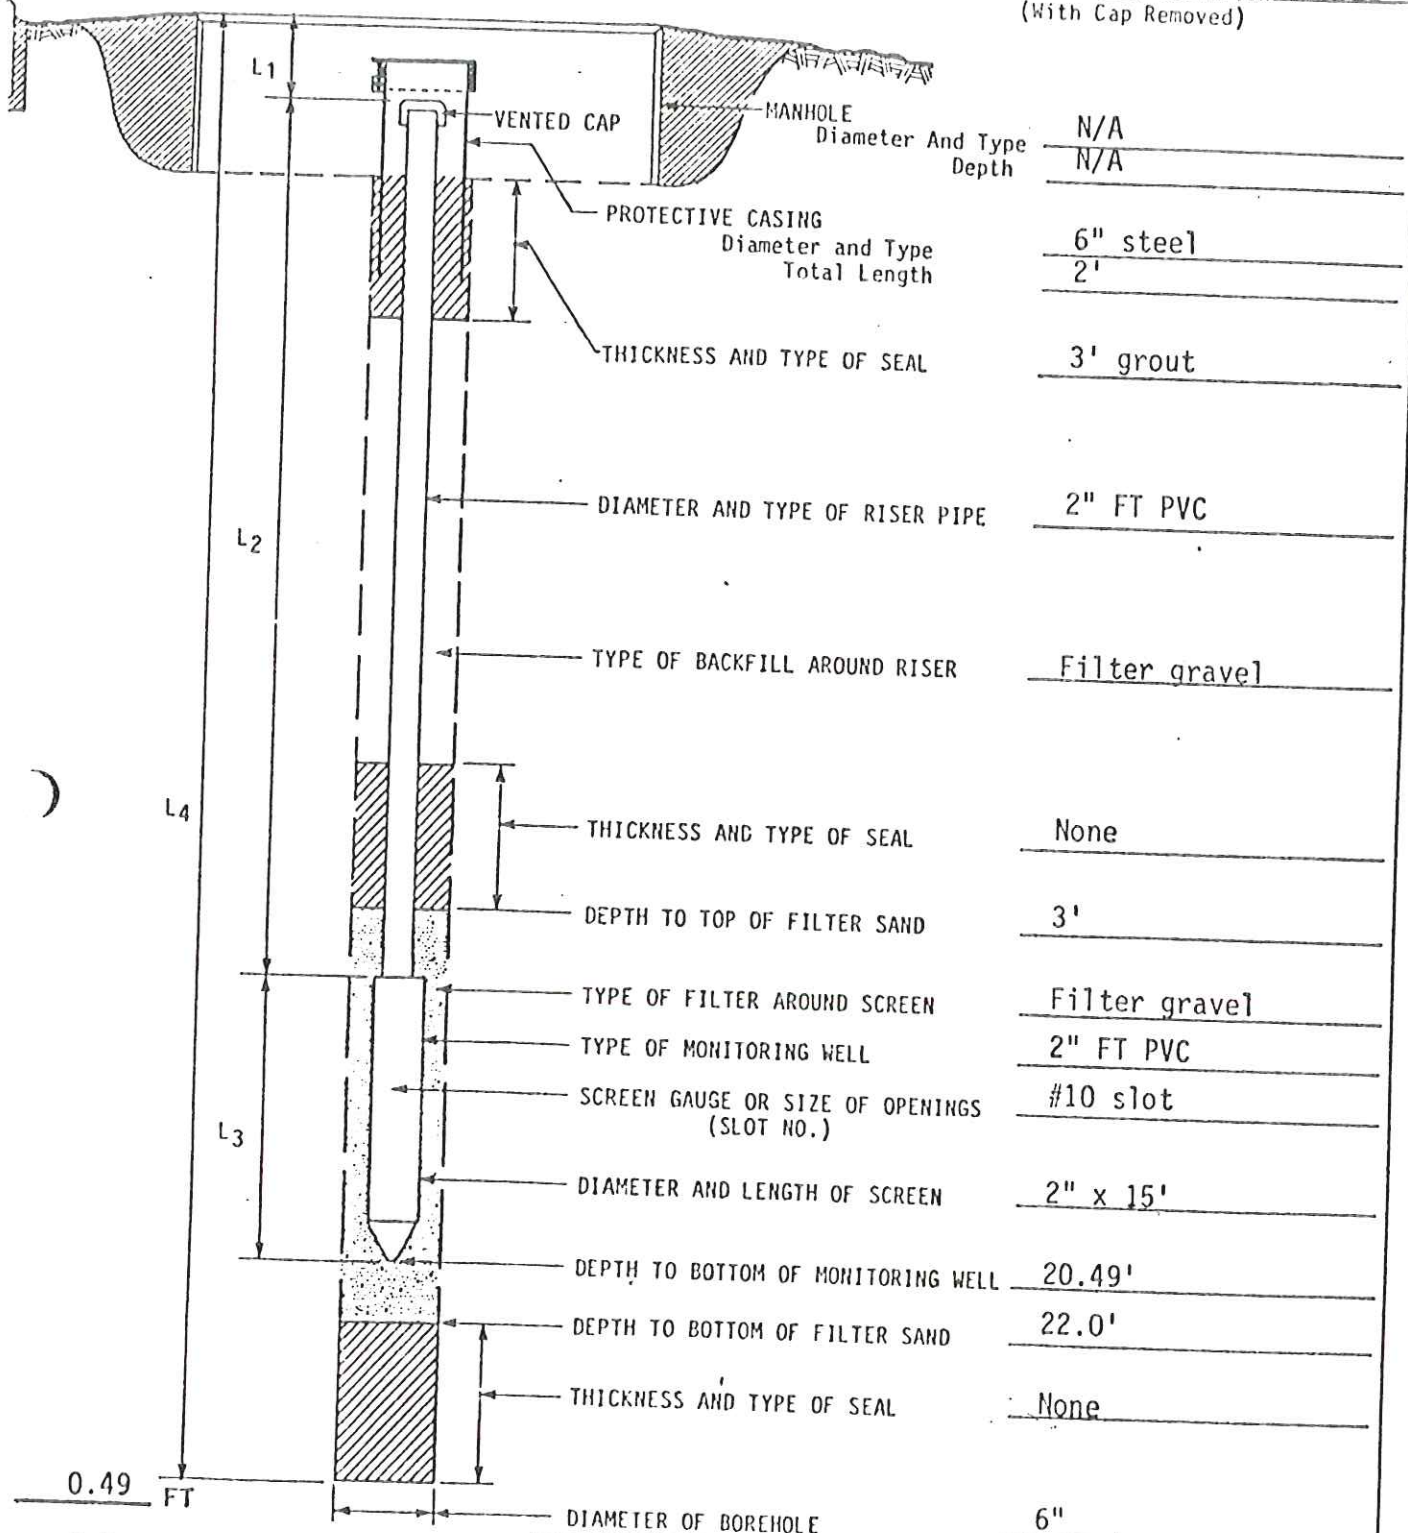 (With Cap Removed)
L1
VENTED CAP
MANHOLE
Diameter And Type N/A
Depth N/A
PROTECTIVE CASING
Diameter and Type 6" steel
Total Length 2'
THICKNESS AND TYPE OF SEAL 3' grout
DIAMETER AND TYPE OF RISER PIPE 2" FT PVC
L2
TYPE OF BACKFILL AROUND RISER Filter gravel
L4
THICKNESS AND TYPE OF SEAL None
DEPTH TO TOP OF FILTER SAND 3'
TYPE OF FILTER AROUND SCREEN Filter gravel
TYPE OF MONITORING WELL 2" FT PVC
SCREEN GAUGE OR SIZE OF OPENINGS #10 slot
(SLOT NO.)
L3
DIAMETER AND LENGTH OF SCREEN 2" x 15'
DEPTH TO BOTTOM OF MONITORING WELL 20.49'
DEPTH TO BOTTOM OF FILTER SAND 22.0'
THICKNESS AND TYPE OF SEAL None
0.49 FT
DIAMETER OF BOREHOLE 6"